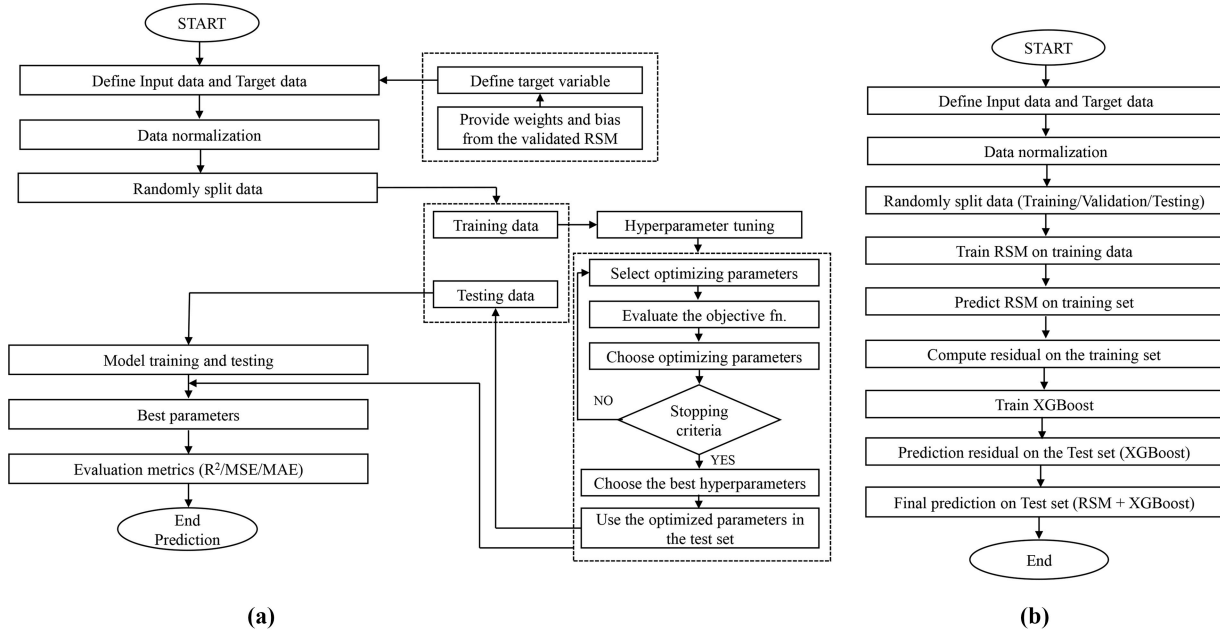 START
Define Input data and Target data
Data normalization
Randomly split data
Define target variable
Provide weights and bias
from the validated RSM
Training data
Testing data
Hyperparameter tuning
Select optimizing parameters
Evaluate the objective fn.
Choose optimizing parameters
NO
Stopping
criteria
YES
Choose the best hyperparameters
Use the optimized parameters in
the test set
Model training and testing
Best parameters
Evaluation metrics (R²/MSE/MAE)
End
Prediction
(a)
START
Define Input data and Target data
Data normalization
Randomly split data (Training/Validation/Testing)
Train RSM on training data
Predict RSM on training set
Compute residual on the training set
Train XGBoost
Prediction residual on the Test set (XGBoost)
Final prediction on Test set (RSM + XGBoost)
End
(b)